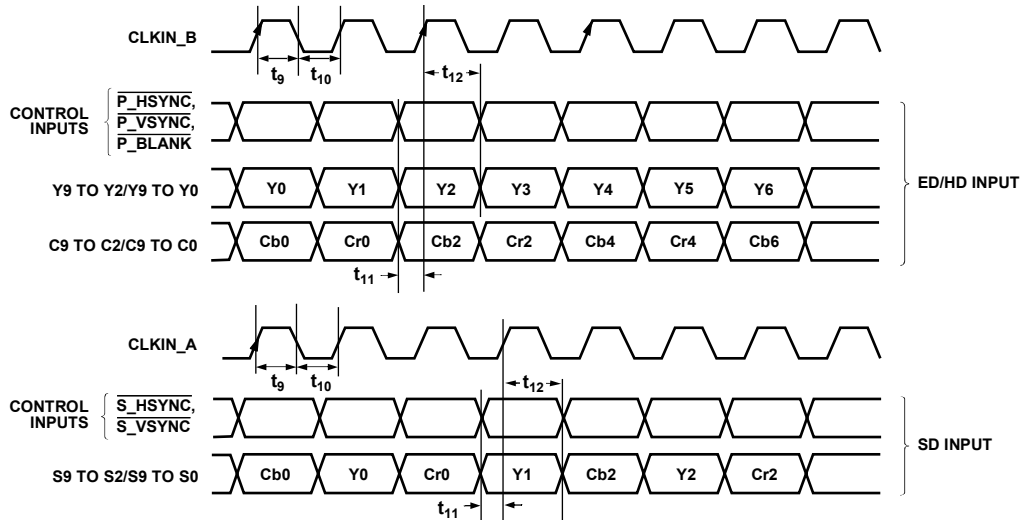 CLKIN_B
t9 t10 t12
CONTROL INPUTS
P_HSYNC,
P_VSYNC,
P_BLANK
Y9 TO Y2/Y9 TO Y0 Y0 Y1 Y2 Y3 Y4 Y5 Y6
ED/HD INPUT
C9 TO C2/C9 TO C0 Cb0 Cr0 Cb2 Cr2 Cb4 Cr4 Cb6
t11
CLKIN_A
t9 t10 t12
CONTROL INPUTS
S_HSYNC,
S_VSYNC
SD INPUT
S9 TO S2/S9 TO S0 Cb0 Y0 Cr0 Y1 Cb2 Y2 Cr2
t11